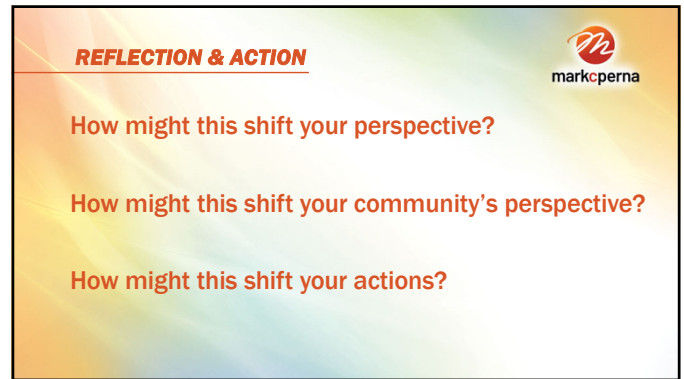 REFLECTION & ACTION
markcperna
How might this shift your perspective?
How might this shift your community's perspective?
How might this shift your actions?